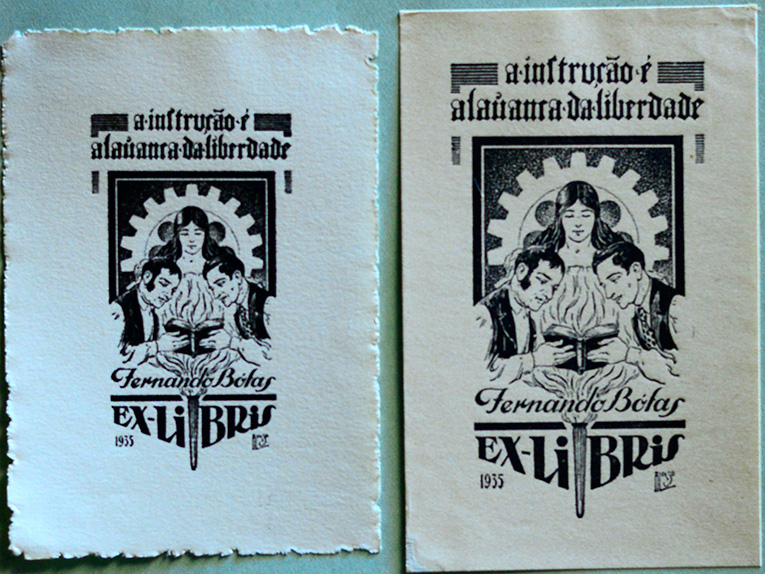 a·inſtrução·é
alavanca·da·liberdade
Fernando Bótas
EX-LIBRIS
1935
a·inſtrução·é
alavanca·da·liberdade
Fernando Bótas
EX-LIBRIS
1935